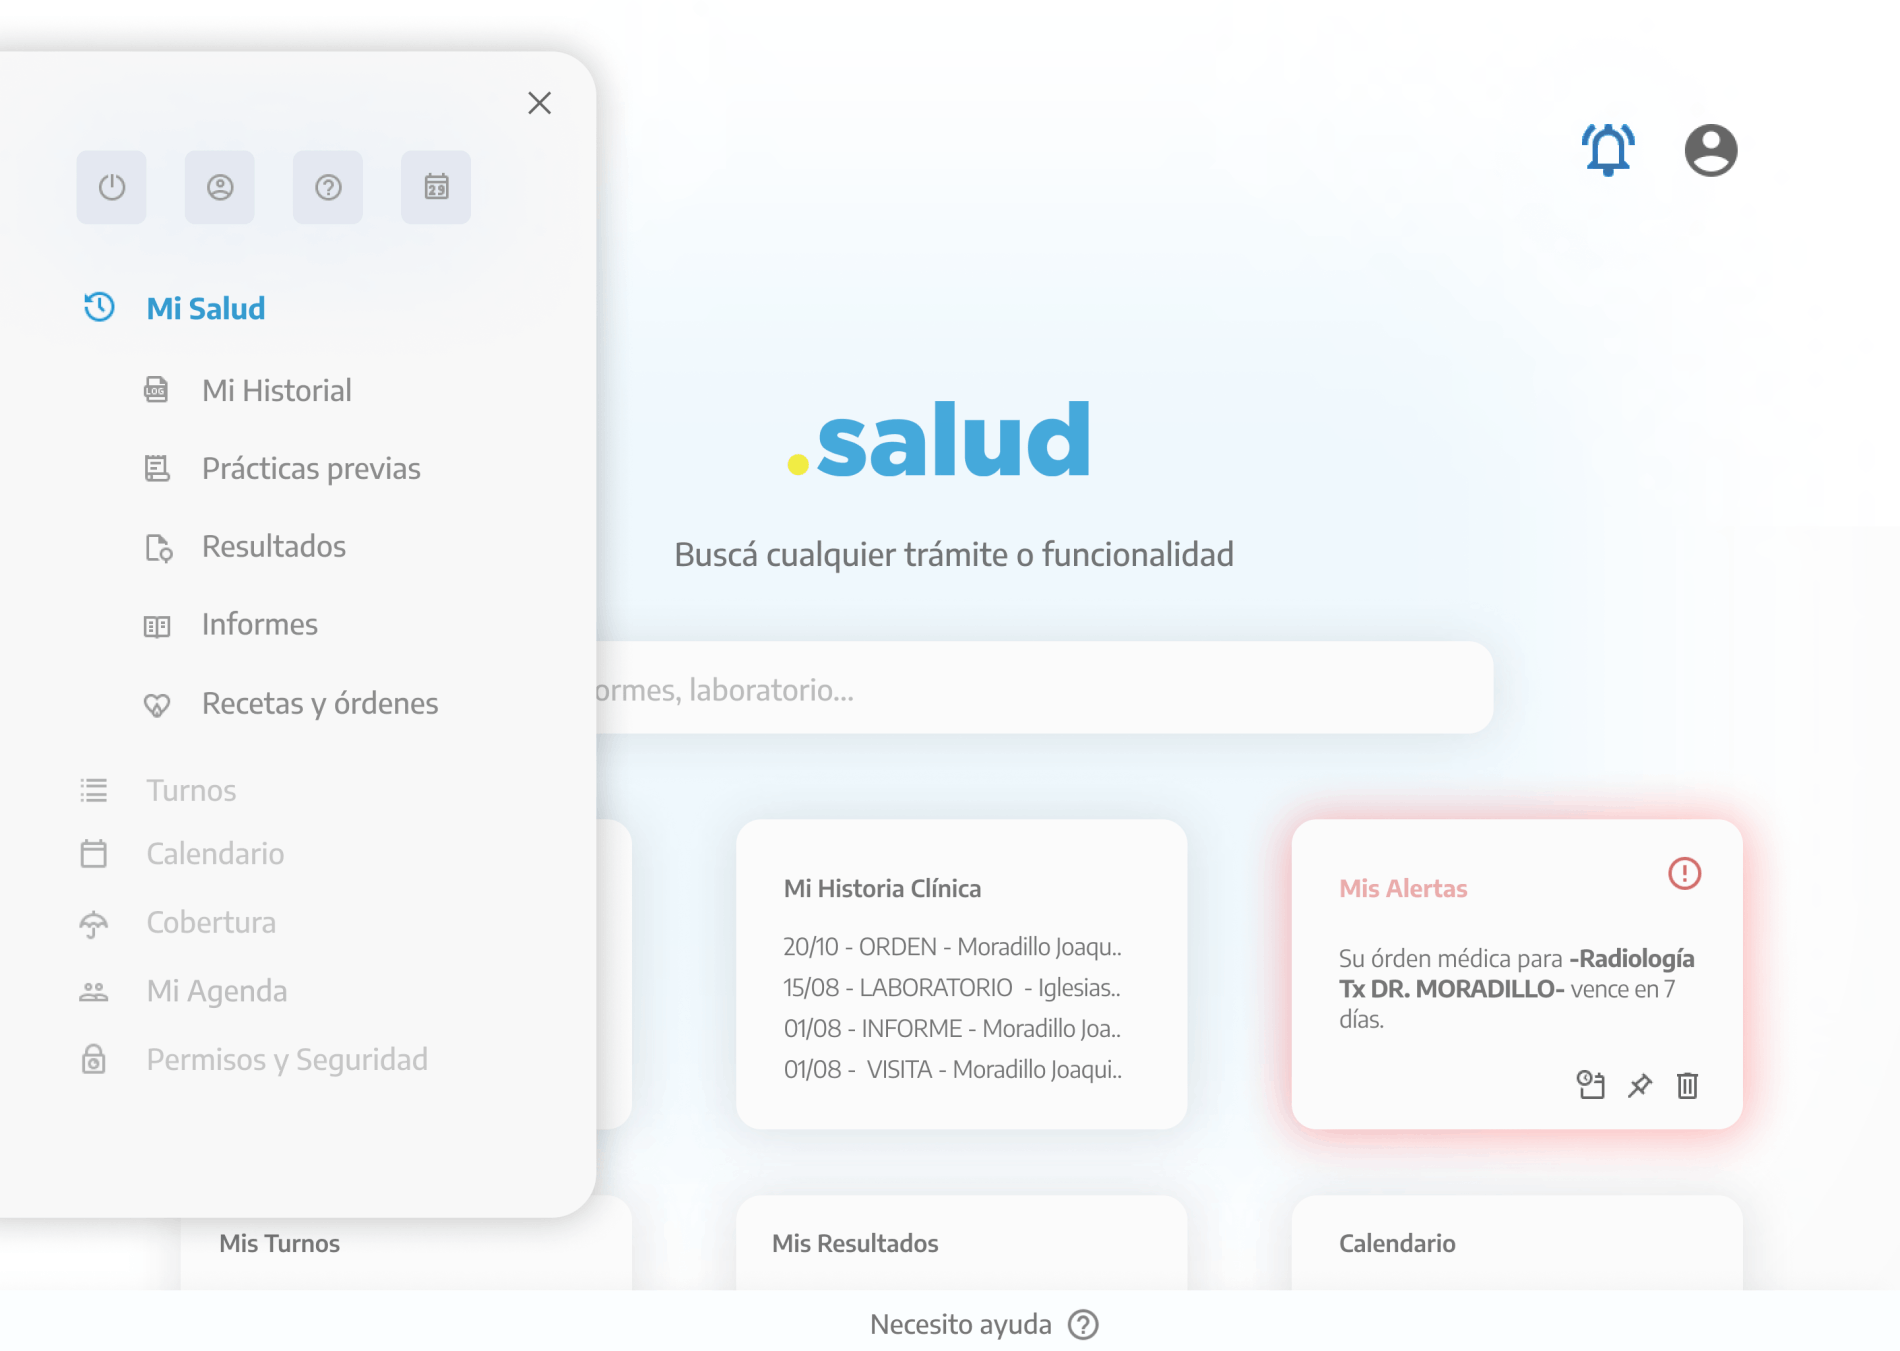 29
Mi Salud
LOG
Mi Historial
Prácticas previas
Resultados
Informes
Recetas y órdenes
Turnos
Calendario
Cobertura
Mi Agenda
Permisos y Seguridad
.salud
Buscá cualquier trámite o funcionalidad
ormes, laboratorio...
Mi Historia Clínica
20/10 - ORDEN - Moradillo Joaqu..
15/08 - LABORATORIO - Iglesias..
01/08 - INFORME - Moradillo Joa..
01/08 - VISITA - Moradillo Joaqui..
Mis Alertas
Su órden médica para -Radiología
Tx DR. MORADILLO- vence en 7
días.
Mis Turnos
Mis Resultados
Calendario
Necesito ayuda